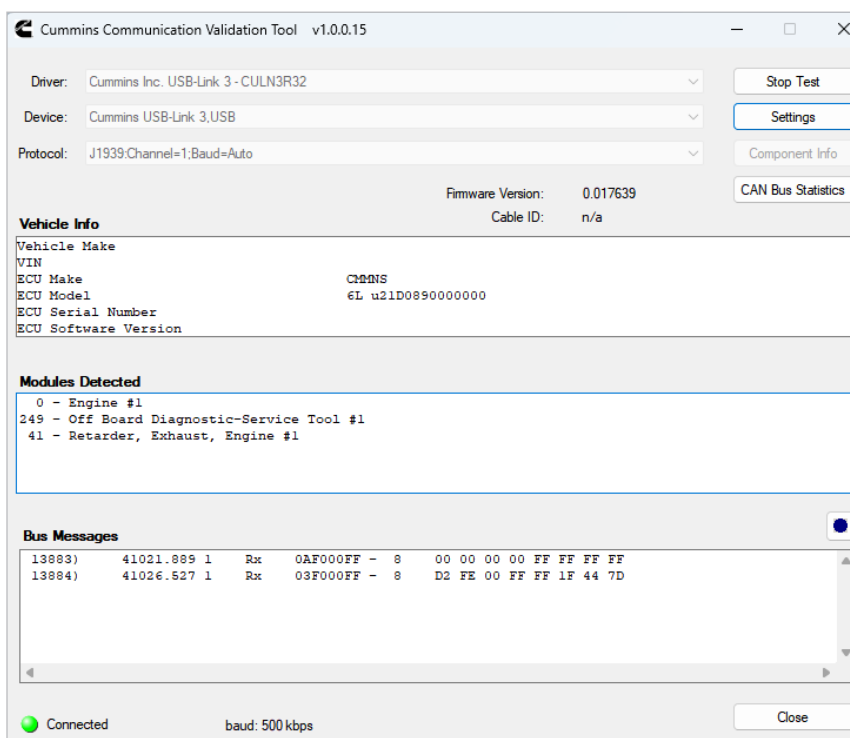 Cummins Communication Validation Tool v1.0.0.15
Driver: Cummins Inc. USB-Link 3 - CULN3R32
Stop Test
Device: Cummins USB-Link 3,USB
Settings
Protocol: J1939:Channel=1;Baud=Auto
Component Info
Firmware Version: 0.017639
CAN Bus Statistics
Cable ID: n/a
Vehicle Info
Vehicle Make
VIN
ECU Make CMMNS
ECU Model 6L u21D0890000000
ECU Serial Number
ECU Software Version
Modules Detected
0 - Engine #1
249 - Off Board Diagnostic-Service Tool #1
41 - Retarder, Exhaust, Engine #1
Bus Messages
13883) 41021.889 1 Rx 0AF000FF - 8 00 00 00 00 FF FF FF FF
13884) 41026.527 1 Rx 03F000FF - 8 D2 FE 00 FF FF 1F 44 7D
Connected
baud: 500 kbps
Close